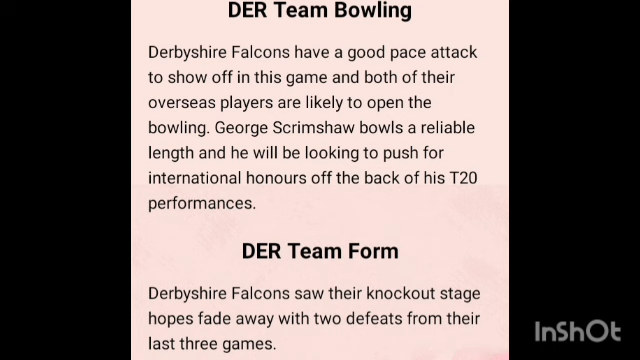 DER Team Bowling
Derbyshire Falcons have a good pace attack
to show off in this game and both of their
overseas players are likely to open the
bowling. George Scrimshaw bowls a reliable
length and he will be looking to push for
international honours off the back of his T20
performances.
DER Team Form
Derbyshire Falcons saw their knockout stage
hopes fade away with two defeats from their
last three games.
InShOt